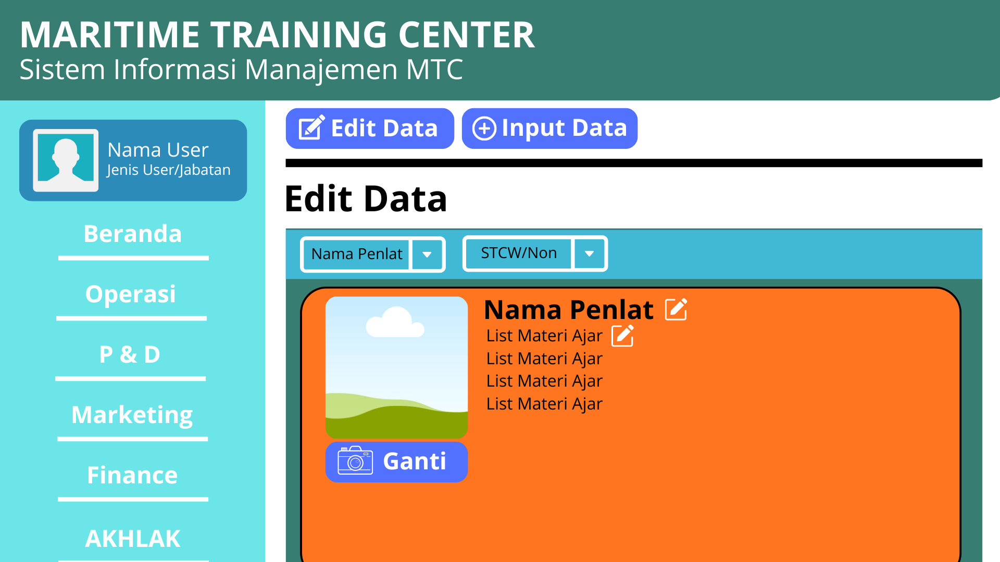 MARITIME TRAINING CENTER
Sistem Informasi Manajemen MTC
Nama User
Jenis User/Jabatan
Beranda
Operasi
P & D
Marketing
Finance
AKHLAK
Edit Data
Input Data
Edit Data
Nama Penlat
STCW/Non
Nama Penlat
List Materi Ajar
List Materi Ajar
List Materi Ajar
List Materi Ajar
Ganti